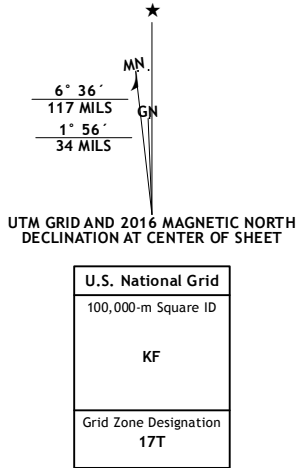 ★
MN.
GN
6° 36´
117 MILS
1° 56´
34 MILS
UTM GRID AND 2016 MAGNETIC NORTH
DECLINATION AT CENTER OF SHEET
U.S. National Grid
100,000-m Square ID
KF
Grid Zone Designation
17T